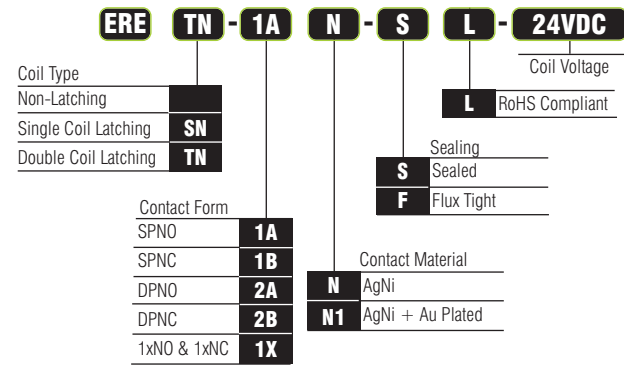 ERE TN - 1A N - S L - 24VDC
Coil Voltage
Coil Type
Non-Latching
Single Coil Latching SN
Double Coil Latching TN
L RoHS Compliant
Sealing
S Sealed
F Flux Tight
Contact Form
SPNO 1A
SPNC 1B
DPNO 2A
DPNC 2B
1xNO & 1xNC 1X
Contact Material
N AgNi
N1 AgNi + Au Plated